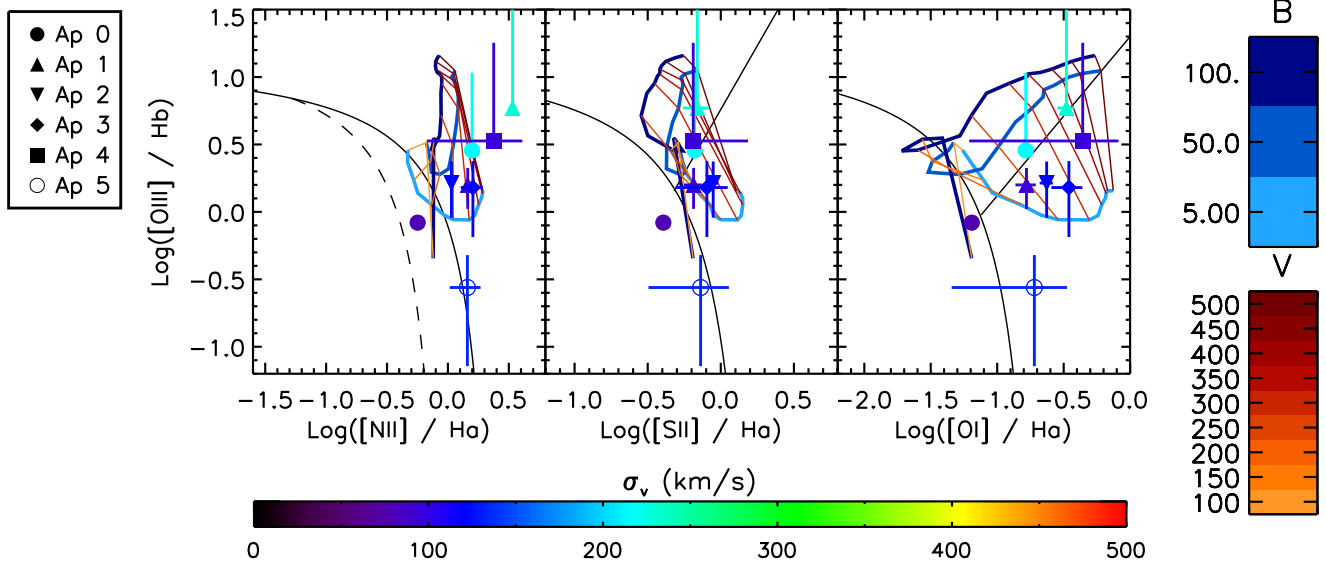 Ap 0
Ap 1
Ap 2
Ap 3
Ap 4
Ap 5
Log([OIII] / Hb)
1.5
1.0
0.5
0.0
−0.5
−1.0
−1.5 −1.0 −0.5 0.0 0.5
Log([NII] / Ha)
−1.0 −0.5 0.0
Log([SII] / Ha)
−2.0 −1.5 −1.0 −0.5 0.0
Log([OI] / Ha)
B
100.
50.0
5.00
V
500
450
400
350
300
250
200
150
100
σv (km/s)
0 100 200 300 400 500